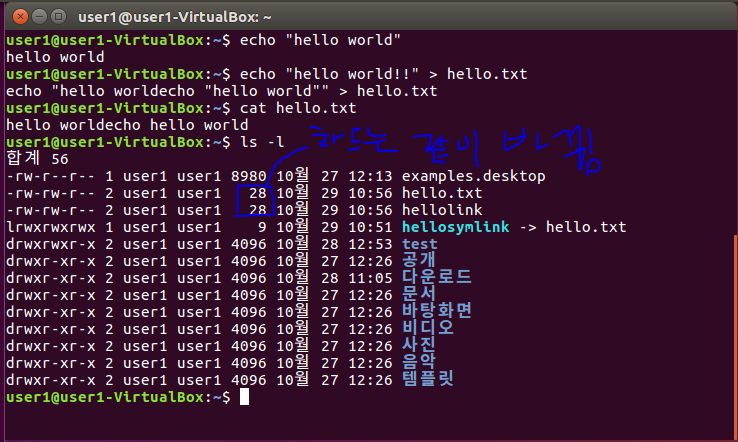 user1@user1-VirtualBox: ~
user1@user1-VirtualBox:~$ echo "hello world"
hello world
user1@user1-VirtualBox:~$ echo "hello world!!" > hello.txt
echo "hello worldecho "hello world"" > hello.txt
user1@user1-VirtualBox:~$ cat hello.txt
hello worldecho hello world
user1@user1-VirtualBox:~$ ls -l
하드는 같이 바뀜
합계 56
-rw-r--r-- 1 user1 user1 8980 10월 27 12:13 examples.desktop
-rw-rw-r-- 2 user1 user1   28 10월 29 10:56 hello.txt
-rw-rw-r-- 2 user1 user1   28 10월 29 10:56 hellolink
lrwxrwxrwx 1 user1 user1    9 10월 29 10:51 hellosymlink -> hello.txt
drwxrwxr-x 2 user1 user1 4096 10월 28 12:53 test
drwxr-xr-x 2 user1 user1 4096 10월 27 12:26 공개
drwxr-xr-x 2 user1 user1 4096 10월 28 11:05 다운로드
drwxr-xr-x 2 user1 user1 4096 10월 27 12:26 문서
drwxr-xr-x 2 user1 user1 4096 10월 27 12:26 바탕화면
drwxr-xr-x 2 user1 user1 4096 10월 27 12:26 비디오
drwxr-xr-x 2 user1 user1 4096 10월 27 12:26 사진
drwxr-xr-x 2 user1 user1 4096 10월 27 12:26 음악
drwxr-xr-x 2 user1 user1 4096 10월 27 12:26 템플릿
user1@user1-VirtualBox:~$